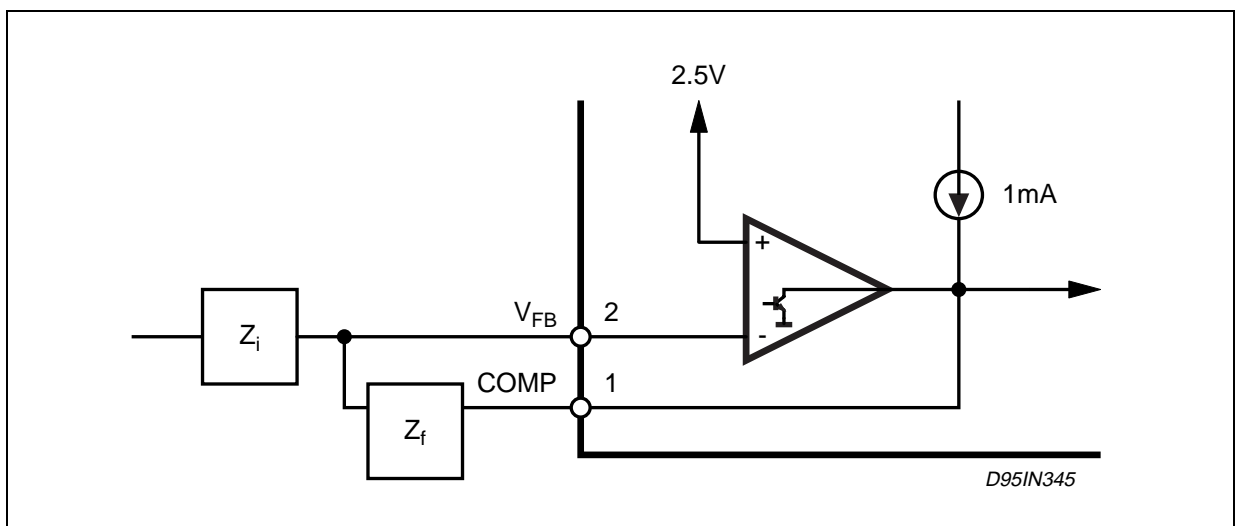 2.5V
1mA
+
Zi
VFB
2
-
COMP
1
Zf
D95IN345